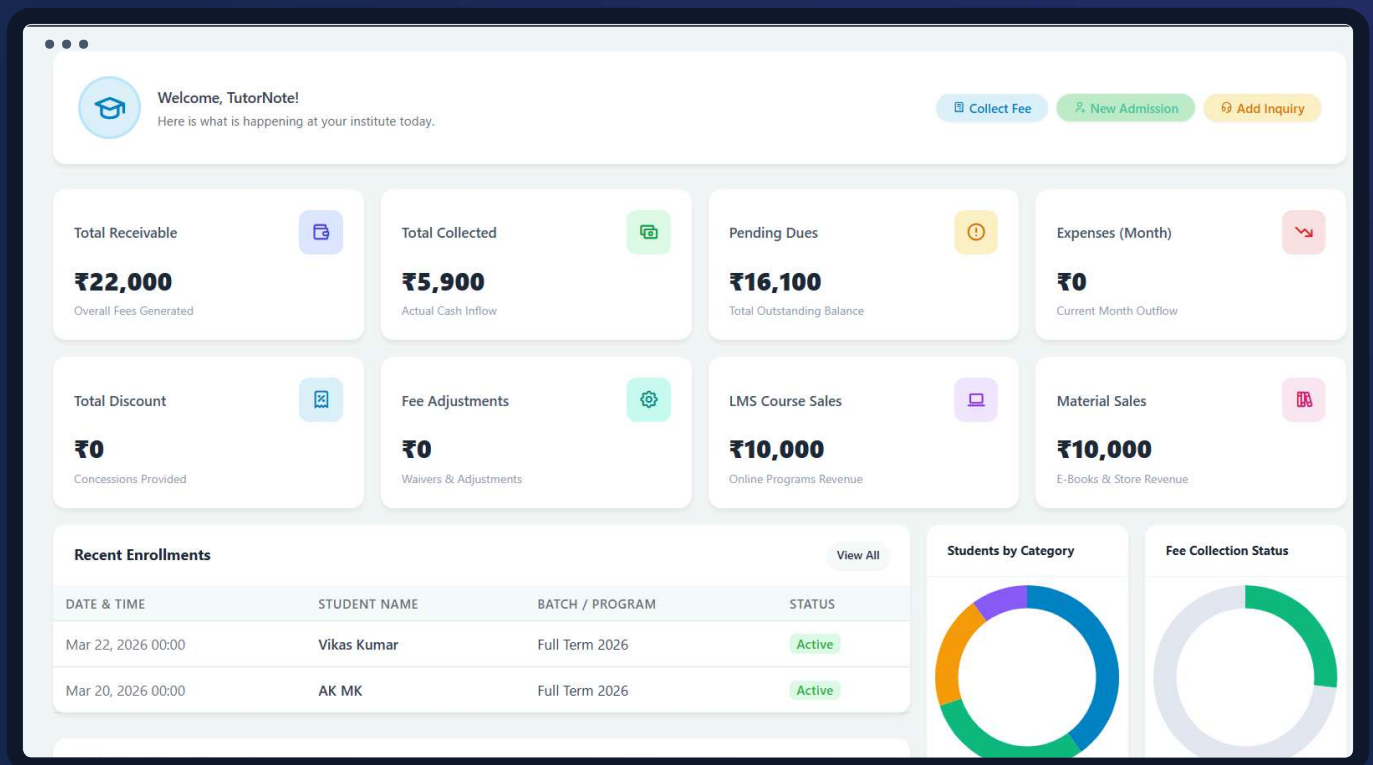 Welcome, TutorNote!
Here is what is happening at your institute today.
Collect Fee
New Admission
Add Inquiry
Total Receivable
₹22,000
Overall Fees Generated
Total Collected
₹5,900
Actual Cash Inflow
Pending Dues
₹16,100
Total Outstanding Balance
Expenses (Month)
₹0
Current Month Outflow
Total Discount
₹0
Concessions Provided
Fee Adjustments
₹0
Waivers & Adjustments
LMS Course Sales
₹10,000
Online Programs Revenue
Material Sales
₹10,000
E-Books & Store Revenue
Recent Enrollments
View All
DATE & TIME STUDENT NAME BATCH / PROGRAM STATUS
Mar 22, 2026 00:00 Vikas Kumar Full Term 2026 Active
Mar 20, 2026 00:00 AK MK Full Term 2026 Active
Students by Category
Fee Collection Status